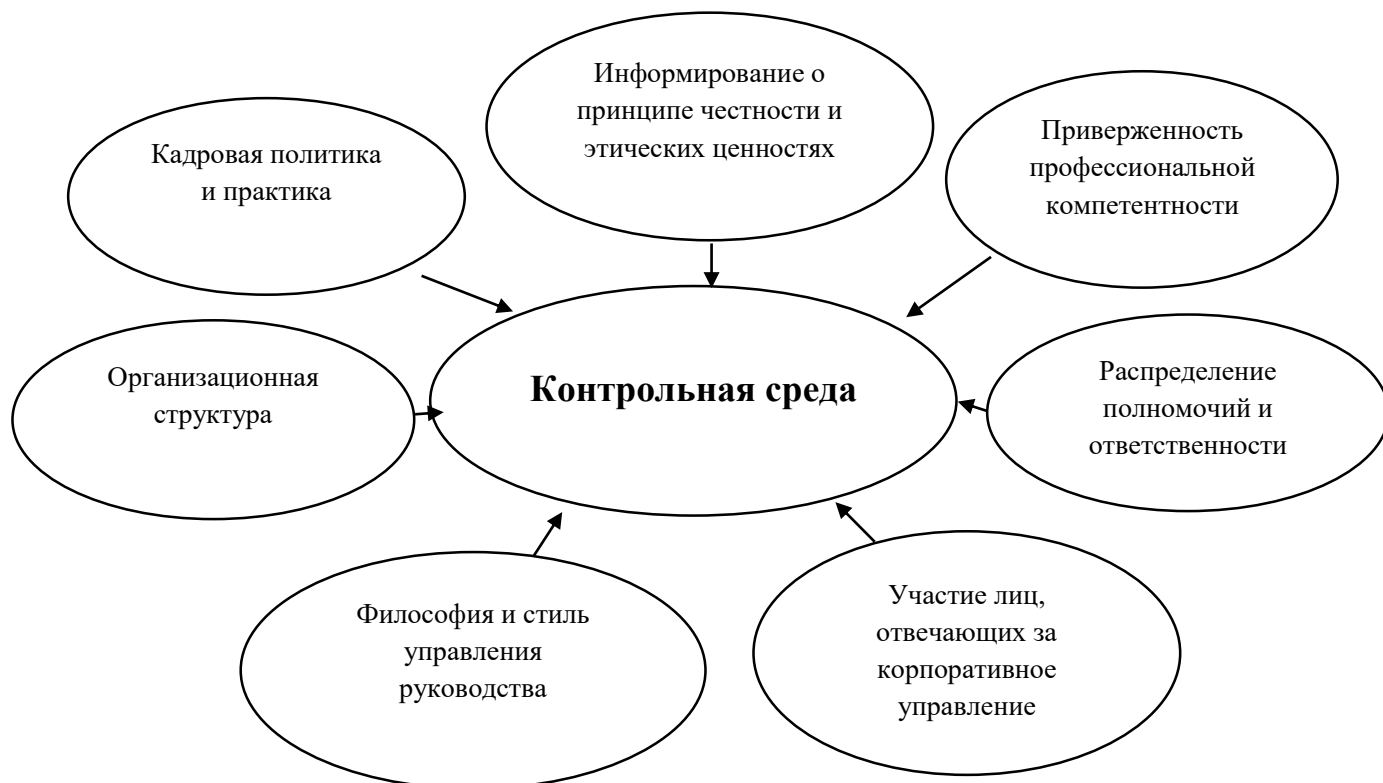 Информирование о
принципе честности и
этических ценностях
Кадровая политика
и практика
Приверженность
профессиональной
компетентности
Организационная
структура
Контрольная среда
Распределение
полномочий и
ответственности
Философия и стиль
управления
руководства
Участие лиц,
отвечающих за
корпоративное
управление